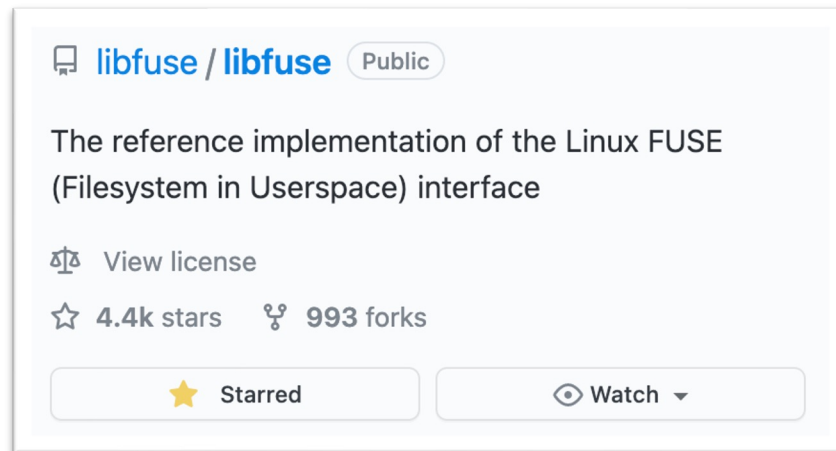 libfuse / libfuse Public
The reference implementation of the Linux FUSE
(Filesystem in Userspace) interface
View license
4.4k stars 993 forks
Starred Watch